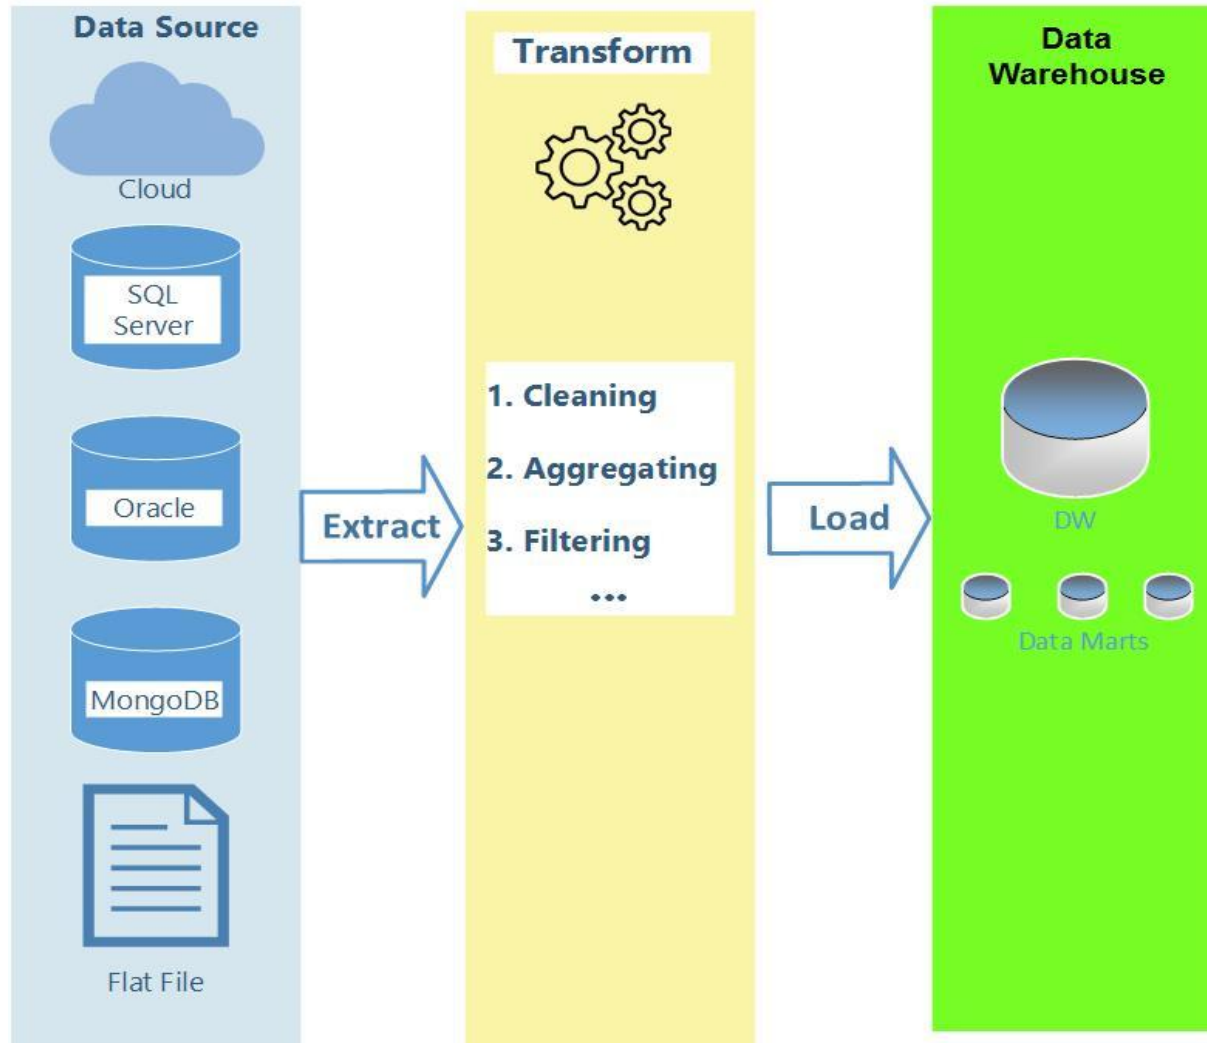 Data Source
Cloud
SQL
Server
Oracle
MongoDB
Flat File
Extract
Transform
1. Cleaning
2. Aggregating
3. Filtering
...
Load
Data
Warehouse
DW
Data Marts